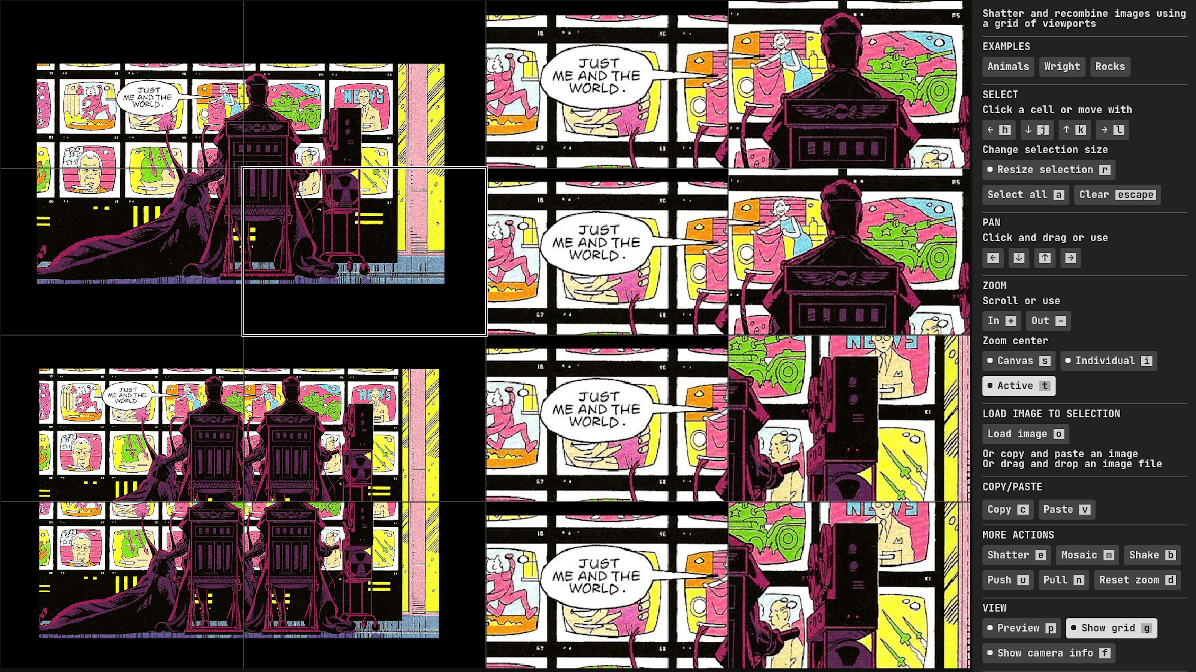 JUST
ME AND THE
WORLD.
NEWS
JUST
ME AND THE
WORLD.
JUST
ME AND THE
WORLD.
JUST
ME AND THE
WORLD.
NEWS
JUST
ME AND THE
WORLD.
NEWS
JUST
ME AND THE
WORLD.
NEWS
Shatter and recombine images using
a grid of viewports
EXAMPLES
Animals Wright Rocks
SELECT
Click a cell or move with
← h ↓ j ↑ k → l
Change selection size
Resize selection r
Select all a Clear escape
PAN
Click and drag or use
← ↓ ↑ →
ZOOM
Scroll or use
In + Out −
Zoom center
Canvas s Individual i
Active t
LOAD IMAGE TO SELECTION
Load image o
Or copy and paste an image
Or drag and drop an image file
COPY/PASTE
Copy c Paste v
MORE ACTIONS
Shatter e Mosaic m Shake b
Push u Pull n Reset zoom d
VIEW
Preview p Show grid g
Show camera info f